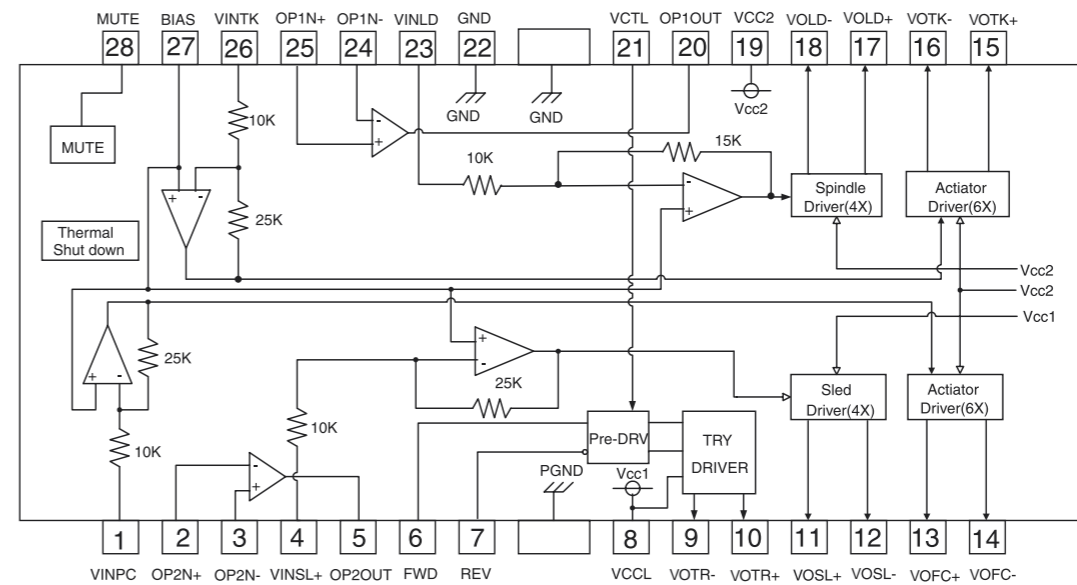 MUTE BIAS VINTK OP1N+ OP1N- VINLD GND VCTL OP1OUT VCC2 VOLD- VOLD+ VOTK- VOTK+
28 27 26 25 24 23 22 21 20 19 18 17 16 15
GND GND Vcc2
10K
MUTE
- +
10K
15K
+ -
- +
25K
Spindle
Driver(4X)
Actiator
Driver(6X)
Thermal
Shut down
Vcc2
Vcc2
Vcc1
+ -
25K
+ -
25K
Sled
Driver(4X)
Actiator
Driver(6X)
10K
10K
- +
Pre-DRV
TRY
DRIVER
PGND
Vcc1
1 2 3 4 5 6 7 8 9 10 11 12 13 14
VINPC OP2N+ OP2N- VINSL+ OP2OUT FWD REV VCCL VOTR- VOTR+ VOSL+ VOSL- VOFC+ VOFC-